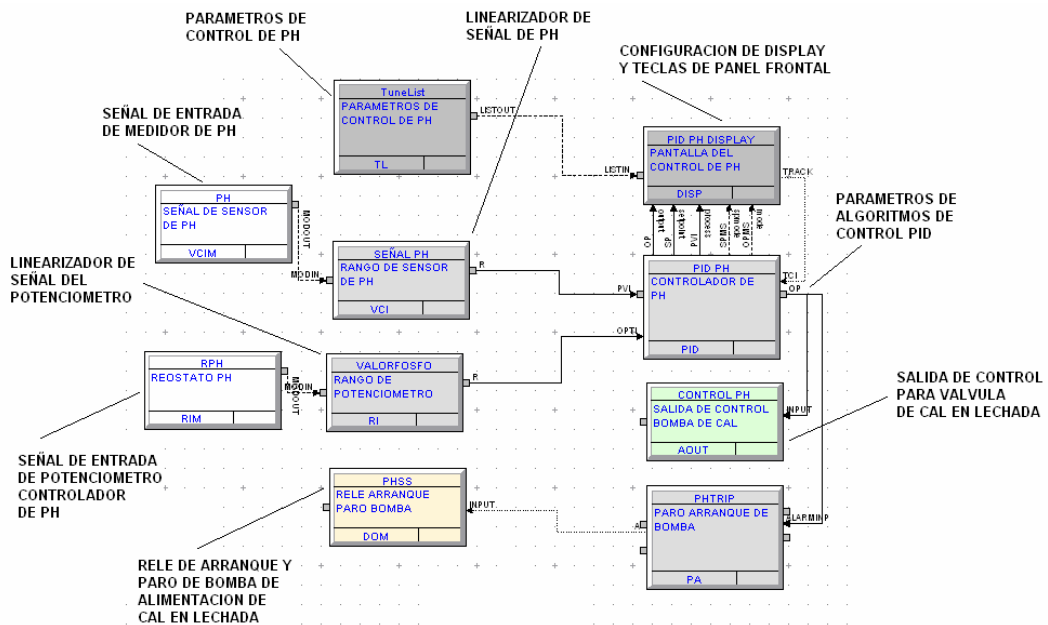 PARAMETROS DE
CONTROL DE PH
LINEARIZADOR DE
SEÑAL DE PH
CONFIGURACION DE DISPLAY
Y TECLAS DE PANEL FRONTAL
SEÑAL DE ENTRADA
DE MEDIDOR DE PH
TuneList
PARAMETROS DE
CONTROL DE PH
TL
LISTOUT
LISTIN
PID PH DISPLAY
PANTALLA DEL
CONTROL DE PH
DISP
TRACK
PARAMETROS DE
ALGORITMOS DE
CONTROL PID
PH
SEÑAL DE SENSOR
DE PH
VCIM
MODOUT
MODIN
SEÑAL PH
RANGO DE SENSOR
DE PH
VCI
R
PVI
output
setpoint
process
spmode
mode
OP
SP
PVI
SPMS
SMPO
PID PH
CONTROLADOR DE
PH
PID
TCI
OP
OPTI
LINEARIZADOR DE
SEÑAL DEL
POTENCIOMETRO
RPH
REOSTATO PH
RIM
MODOUT
MODIN
VALORFOSFO
RANGO DE
POTENCIOMETRO
RI
R
CONTROL PH
SALIDA DE CONTROL
BOMBA DE CAL
AOUT
INPUT
SALIDA DE CONTROL
PARA VALVULA
DE CAL EN LECHADA
SEÑAL DE ENTRADA
DE POTENCIOMETRO
CONTROLADOR
DE PH
PHSS
RELE ARRANQUE
PARO BOMBA
DOM
INPUT
A
PHTRIP
PARO ARRANQUE DE
BOMBA
PA
ALARMINP
RELE DE ARRANQUE Y
PARO DE BOMBA DE
ALIMENTACION DE
CAL EN LECHADA